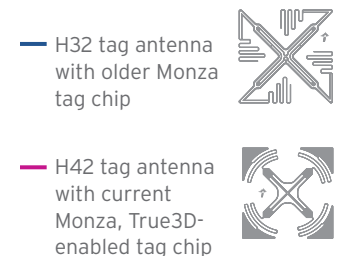 H32 tag antenna
with older Monza
tag chip
H42 tag antenna
with current
Monza, True3D-
enabled tag chip